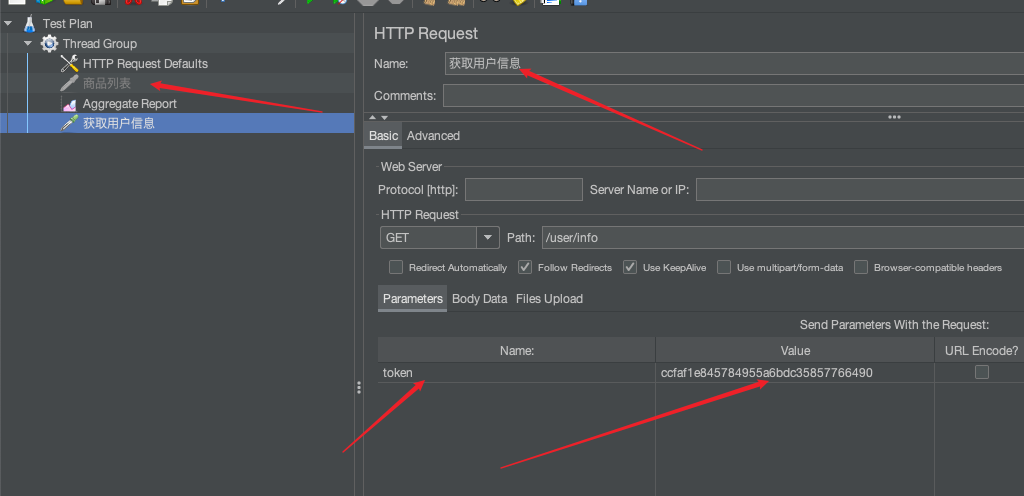 Test Plan
Thread Group
HTTP Request Defaults
商品列表
Aggregate Report
获取用户信息
HTTP Request
Name: 获取用户信息
Comments:
Basic Advanced
Web Server
Protocol [http]: Server Name or IP:
HTTP Request
GET Path: /user/info
Redirect Automatically Follow Redirects Use KeepAlive Use multipart/form-data Browser-compatible headers
Parameters Body Data Files Upload
Send Parameters With the Request:
Name: Value URL Encode?
token ccfaf1e845784955a6bdc35857766490